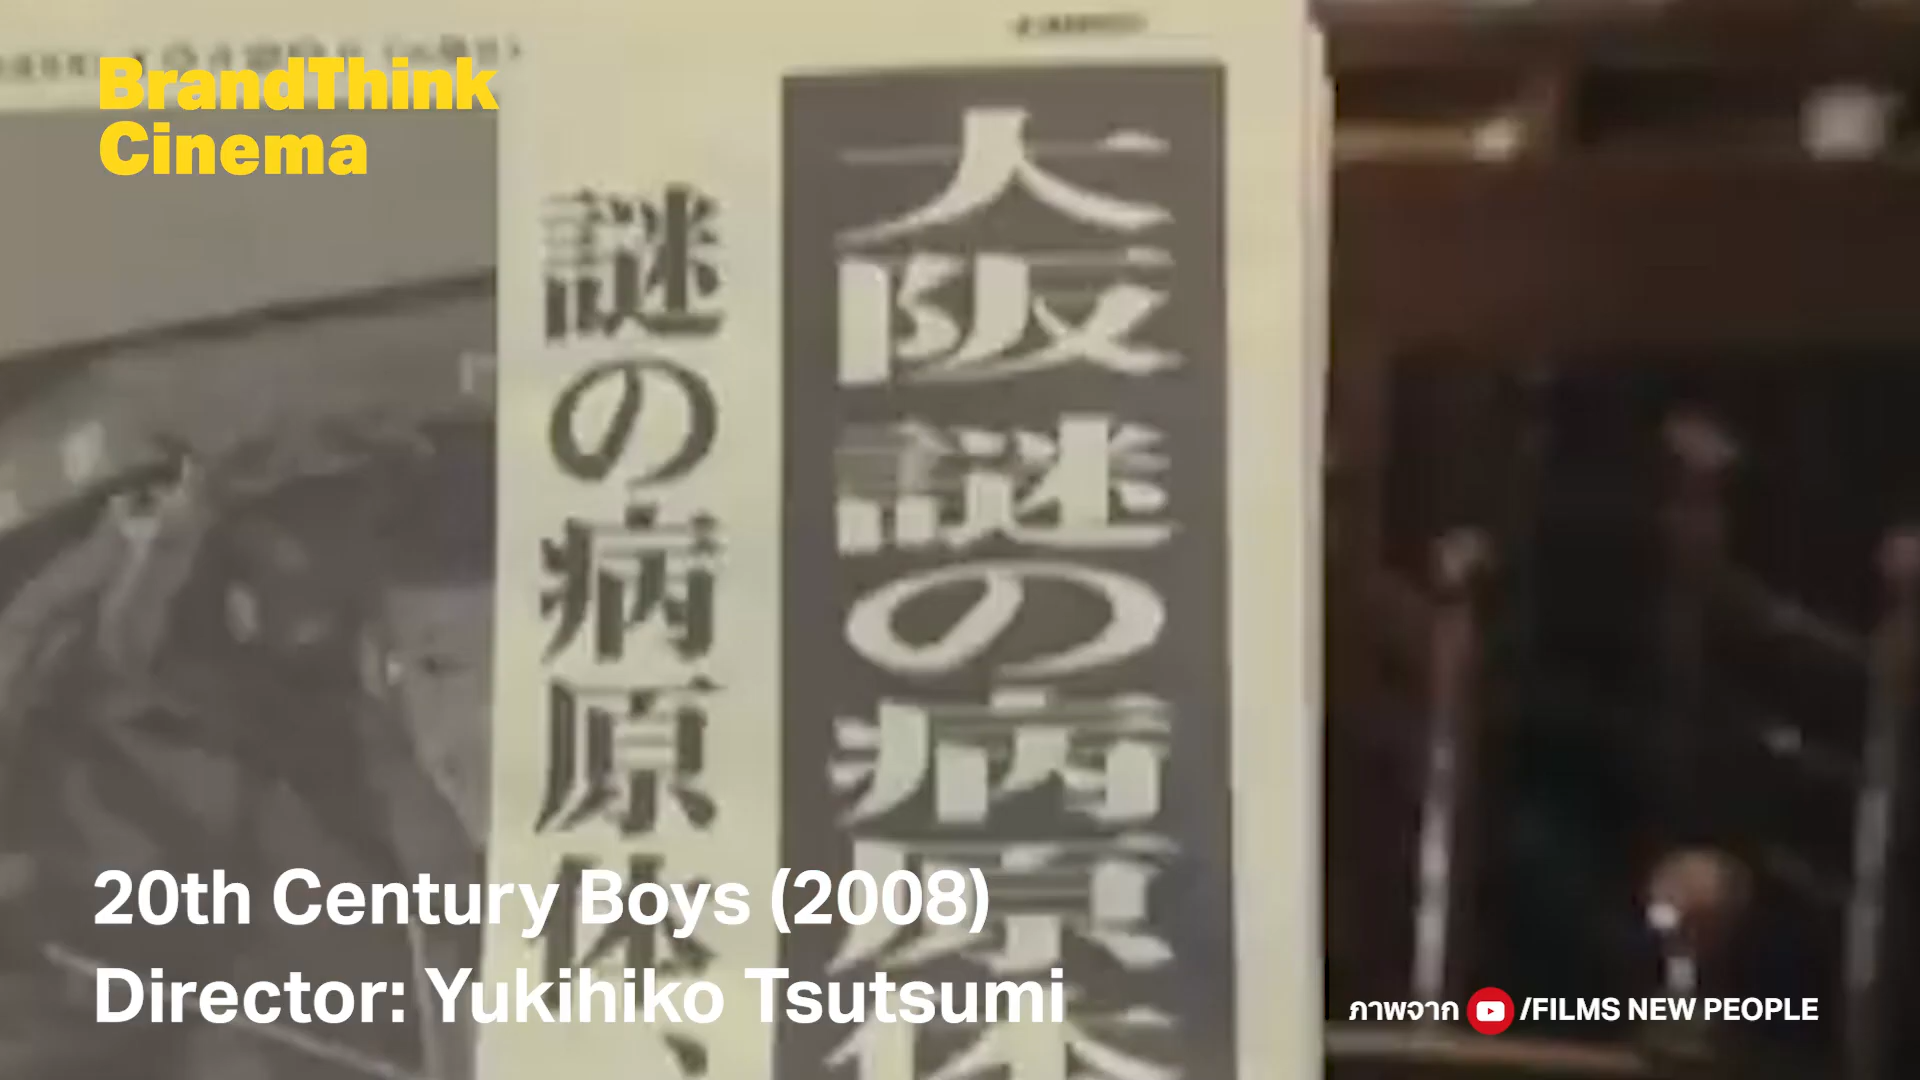 BrandThink
Cinema
大阪謎の病原体
謎の病原体、
20th Century Boys (2008)
Director: Yukihiko Tsutsumi
ภาพจาก /FILMS NEW PEOPLE